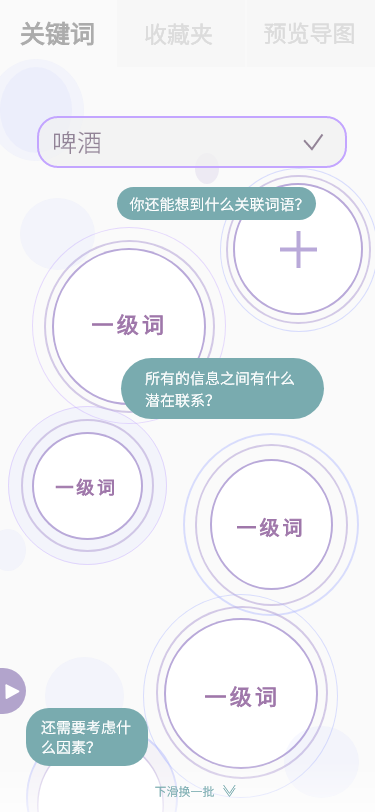 关键词
收藏夹
预览导图
啤酒
你还能想到什么关联词语?
一级词
所有的信息之间有什么
潜在联系?
一级词
一级词
一级词
还需要考虑什
么因素?
下滑换一批